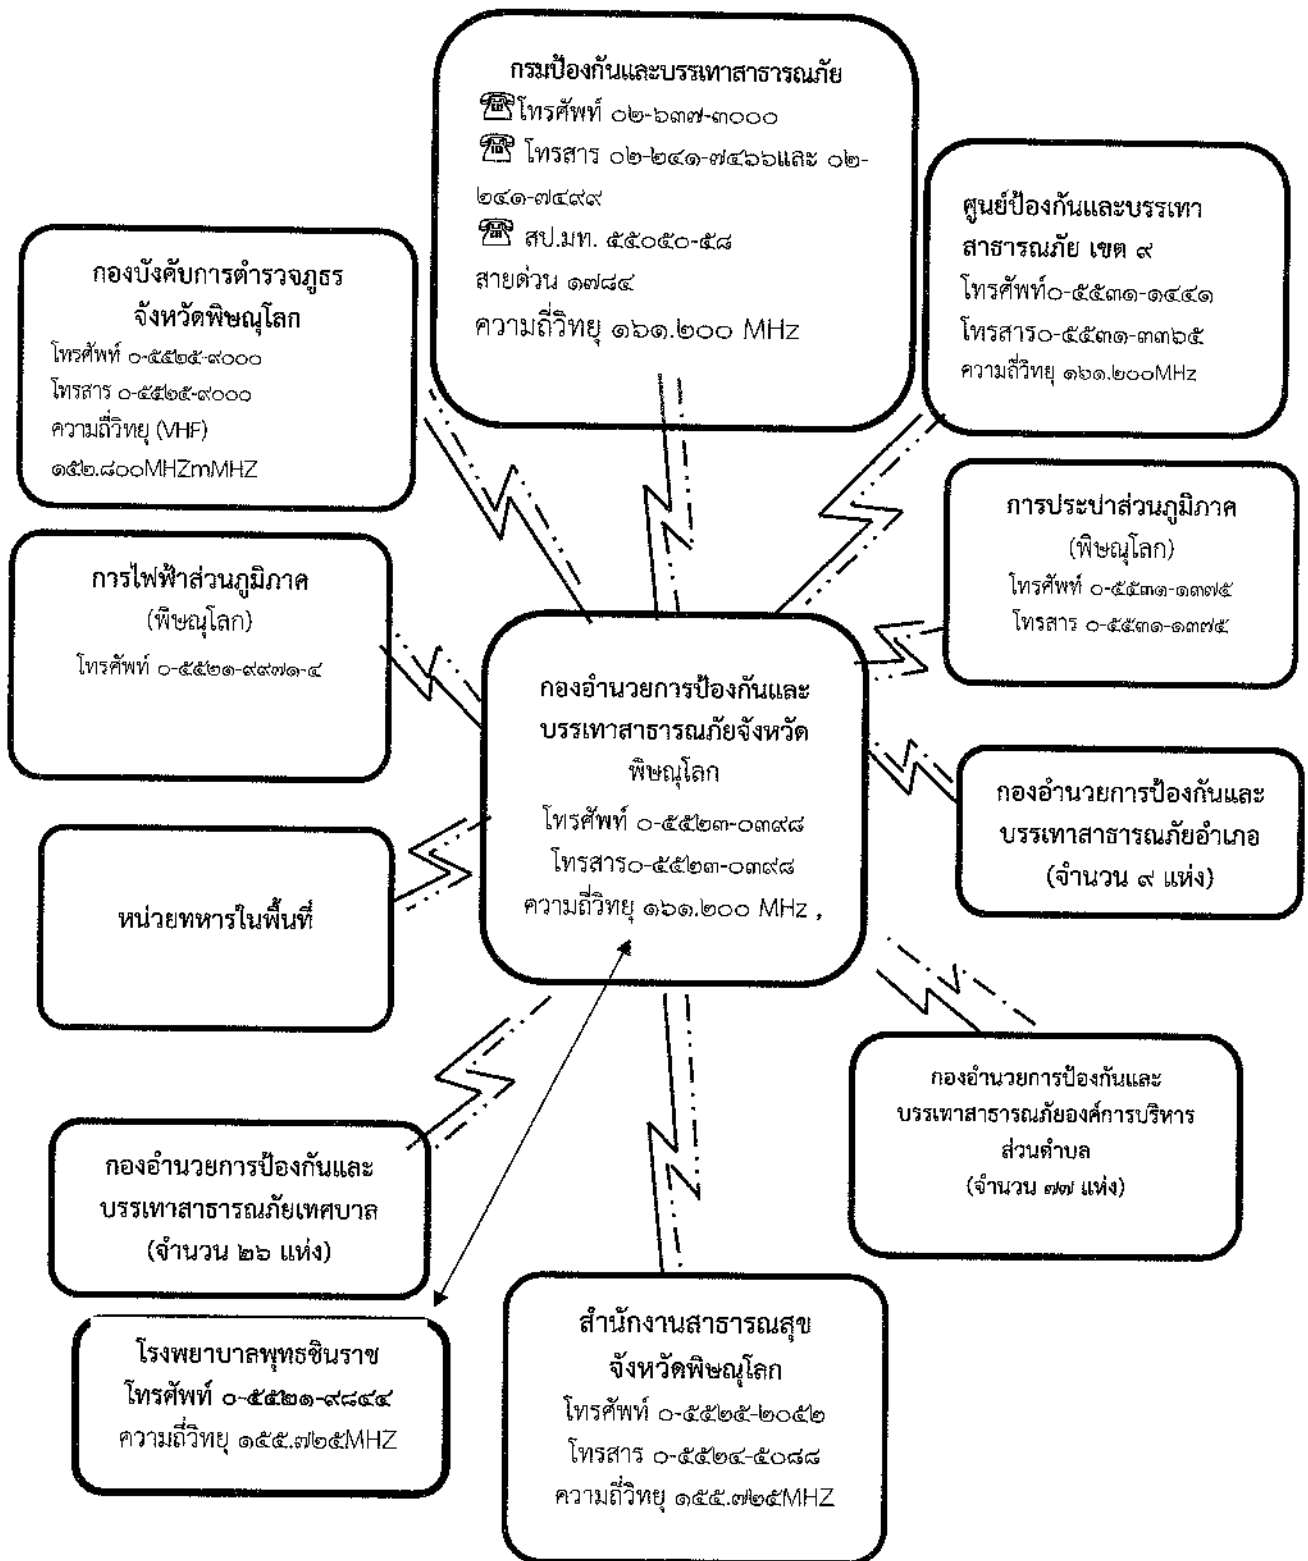 กรมป้องกันและบรรเทาสาธารณภัย
โทรศัพท์ ๐๒-๖๓๗-๓๐๐๐
โทรสาร ๐๒-๒๔๑-๗๔๖๖และ ๐๒-
๒๔๑-๗๔๙๙
สป.มท. ๕๕๐๕๐-๕๘
สายด่วน ๑๗๘๔
ความถี่วิทยุ ๑๖๑.๒๐๐ MHz
ศูนย์ป้องกันและบรรเทา
สาธารณภัย เขต ๙
โทรศัพท์๐-๕๕๓๑-๑๔๔๑
โทรสาร๐-๕๕๓๑-๓๓๖๕
ความถี่วิทยุ ๑๖๑.๒๐๐MHz
กองบังคับการตำรวจภูธร
จังหวัดพิษณุโลก
โทรศัพท์ ๐-๕๕๒๕-๙๐๐๐
โทรสาร ๐-๕๕๒๕-๙๐๐๐
ความถี่วิทยุ (VHF)
๑๕๒.๘๐๐MHZmMHZ
การประปาส่วนภูมิภาค
(พิษณุโลก)
โทรศัพท์ ๐-๕๕๓๑-๑๓๗๕
โทรสาร ๐-๕๕๓๑-๑๓๗๕
การไฟฟ้าส่วนภูมิภาค
(พิษณุโลก)
โทรศัพท์ ๐-๕๕๒๑-๙๙๗๑-๔
กองอำนวยการป้องกันและ
บรรเทาสาธารณภัยจังหวัด
พิษณุโลก
โทรศัพท์ ๐-๕๕๒๓-๐๓๙๘
โทรสาร๐-๕๕๒๓-๐๓๙๘
ความถี่วิทยุ ๑๖๑.๒๐๐ MHz ,
กองอำนวยการป้องกันและ
บรรเทาสาธารณภัยอำเภอ
(จำนวน ๙ แห่ง)
หน่วยทหารในพื้นที่
กองอำนวยการป้องกันและ
บรรเทาสาธารณภัยองค์การบริหาร
ส่วนตำบล
(จำนวน ๗๗ แห่ง)
กองอำนวยการป้องกันและ
บรรเทาสาธารณภัยเทศบาล
(จำนวน ๒๖ แห่ง)
โรงพยาบาลพุทธชินราช
โทรศัพท์ ๐-๕๕๒๑-๙๘๔๔
ความถี่วิทยุ ๑๕๕.๗๒๕MHZ
สำนักงานสาธารณสุข
จังหวัดพิษณุโลก
โทรศัพท์ ๐-๕๕๒๕-๒๐๕๒
โทรสาร ๐-๕๕๒๔-๕๐๘๘
ความถี่วิทยุ ๑๕๕.๗๒๕MHZ